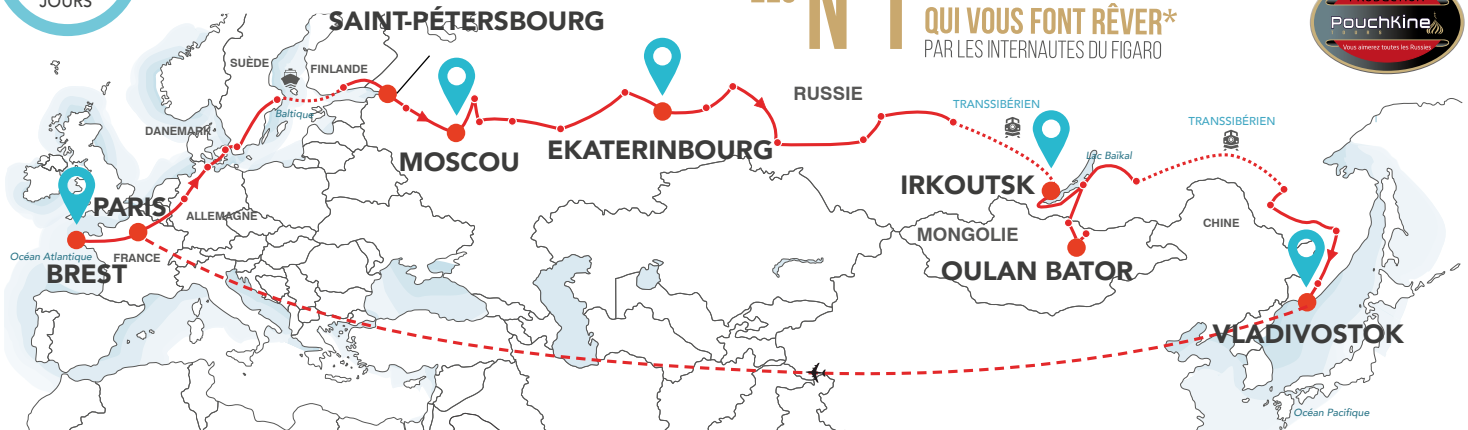 JOURS
SAINT-PÉTERSBOURG
N 1
QUI VOUS FONT RÊVER*
PAR LES INTERNAUTES DU FIGARO
PouchKine
TOURS
Vous aimerez toutes les Russies
SUÈDE
FINLANDE
Baltique
DANEMARK
RUSSIE
TRANSSIBÉRIEN
TRANSSIBÉRIEN
MOSCOU
EKATERINBOURG
Lac Baïkal
IRKOUTSK
PARIS
ALLEMAGNE
CHINE
MONGOLIE
Océan Atlantique
FRANCE
BREST
OULAN BATOR
VLADIVOSTOK
Océan Pacifique